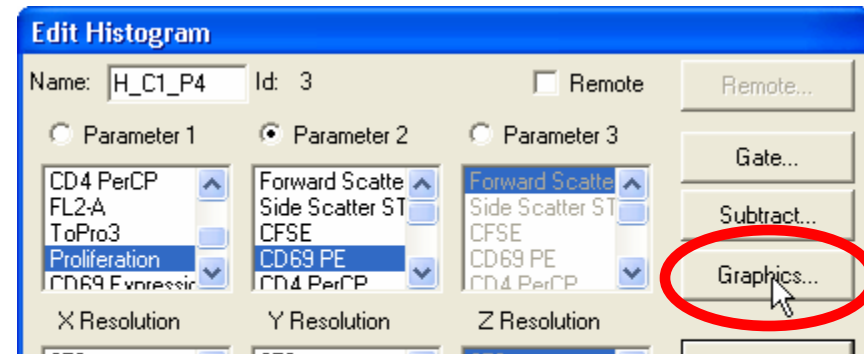 Edit Histogram
Name: H_C1_P4 Id: 3 Remote Remote...
Parameter 1 Parameter 2 Parameter 3
Gate...
CD4 PerCP
FL2-A
ToPro3
Proliferation
CD69 Expressic
Forward Scatte
Side Scatter ST
CFSE
CD69 PE
CD4 PerCP
Forward Scatte
Side Scatter ST
CFSE
CD69 PE
CD4 PerCP
Subtract...
Graphics...
X Resolution Y Resolution Z Resolution